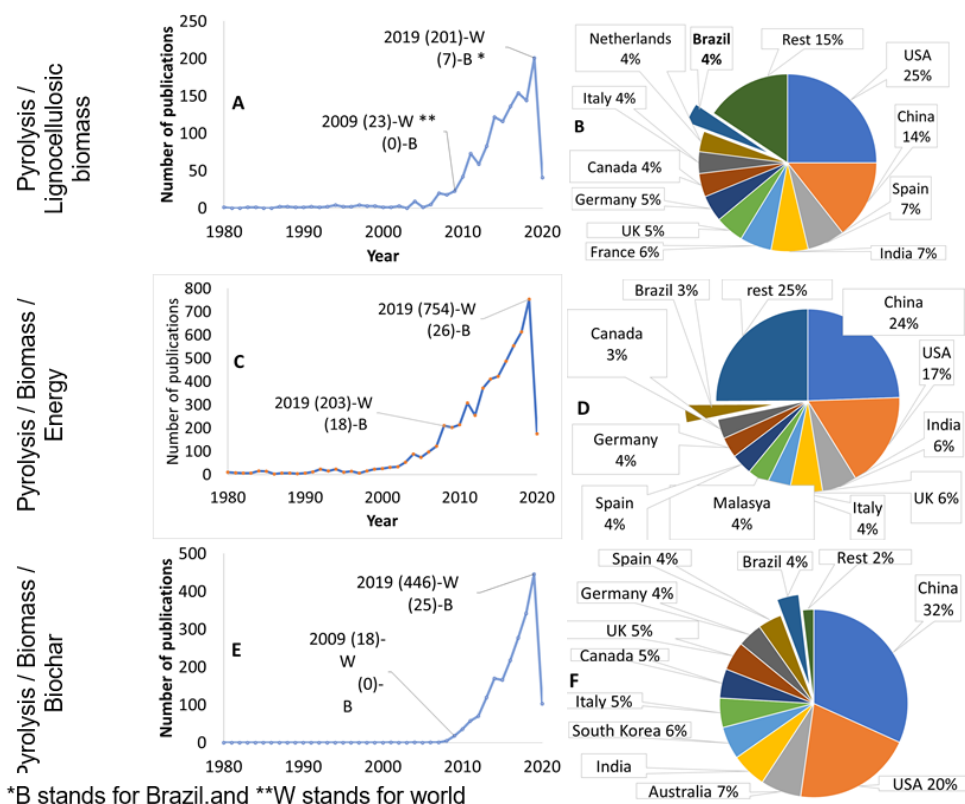 Pyrolysis /
Lignocellulosic
biomass
Number of publications
250
200
150
100
50
0
A
2019 (201)-W
(7)-B *
2009 (23)-W **
(0)-B
1980
1990
2000
2010
2020
Year
B
Netherlands
4%
Brazil
4%
Rest 15%
USA
25%
Italy 4%
China
14%
Canada 4%
Germany 5%
Spain
7%
UK 5%
France 6%
India 7%
Pyrolysis / Biomass /
Energy
Number of publications
800
700
600
500
400
300
200
100
0
C
2019 (754)-W
(26)-B
2019 (203)-W
(18)-B
1980
1990
2000
2010
2020
Year
D
Brazil 3%
rest 25%
China
24%
Canada
3%
USA
17%
Germany
4%
India
6%
Spain
4%
Malasya
4%
Italy
4%
UK 6%
Pyrolysis / Biomass /
Biochar
Number of publications
500
400
300
200
100
0
E
2019 (446)-W
(25)-B
2009 (18)-
W
(0)-
B
1980
1990
2000
2010
2020
Year
F
Spain 4%
Brazil 4%
Rest 2%
China
32%
Germany 4%
UK 5%
Canada 5%
Italy 5%
South Korea 6%
India
Australia 7%
USA 20%
*B stands for Brazil.and **W stands for world